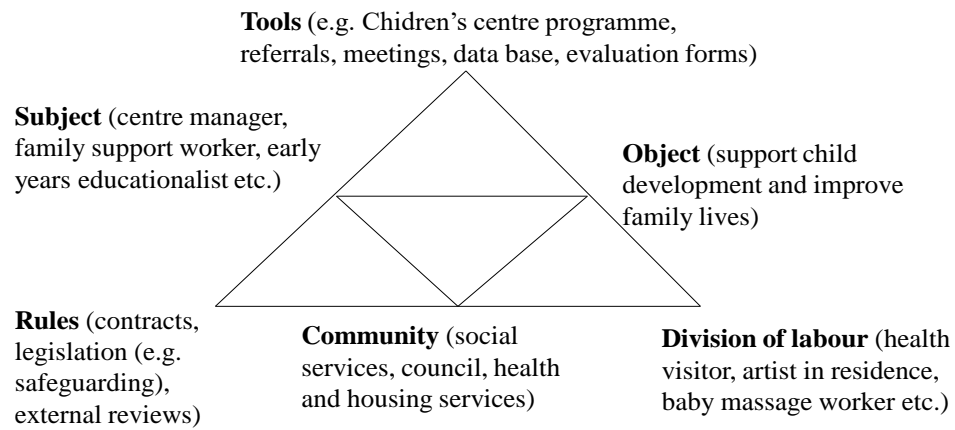 Tools (e.g. Chidren’s centre programme,
referrals, meetings, data base, evaluation forms)
Subject (centre manager,
family support worker, early
years educationalist etc.)
Object (support child
development and improve
family lives)
Rules (contracts,
legislation (e.g.
safeguarding),
external reviews)
Community (social
services, council, health
and housing services)
Division of labour (health
visitor, artist in residence,
baby massage worker etc.)